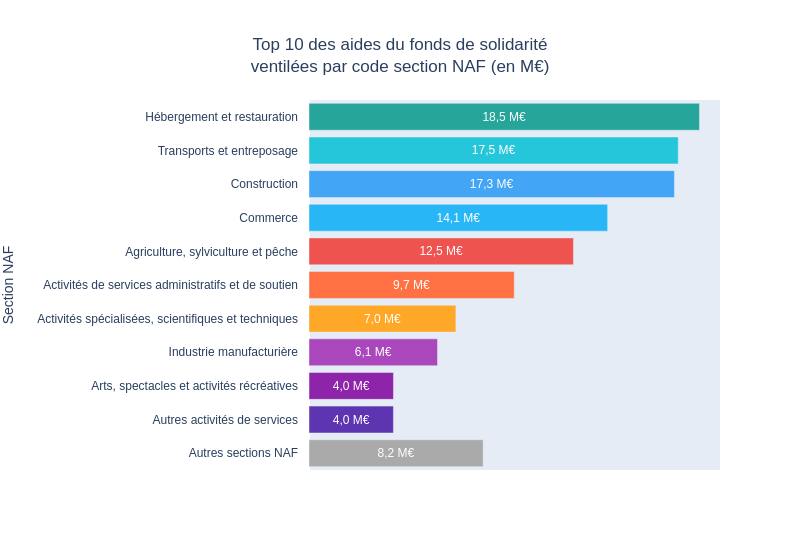 Top 10 des aides du fonds de solidarité
ventilées par code section NAF (en M€)
Section NAF
Hébergement et restauration 18,5 M€
Transports et entreposage 17,5 M€
Construction 17,3 M€
Commerce 14,1 M€
Agriculture, sylviculture et pêche 12,5 M€
Activités de services administratifs et de soutien 9,7 M€
Activités spécialisées, scientifiques et techniques 7,0 M€
Industrie manufacturière 6,1 M€
Arts, spectacles et activités récréatives 4,0 M€
Autres activités de services 4,0 M€
Autres sections NAF 8,2 M€